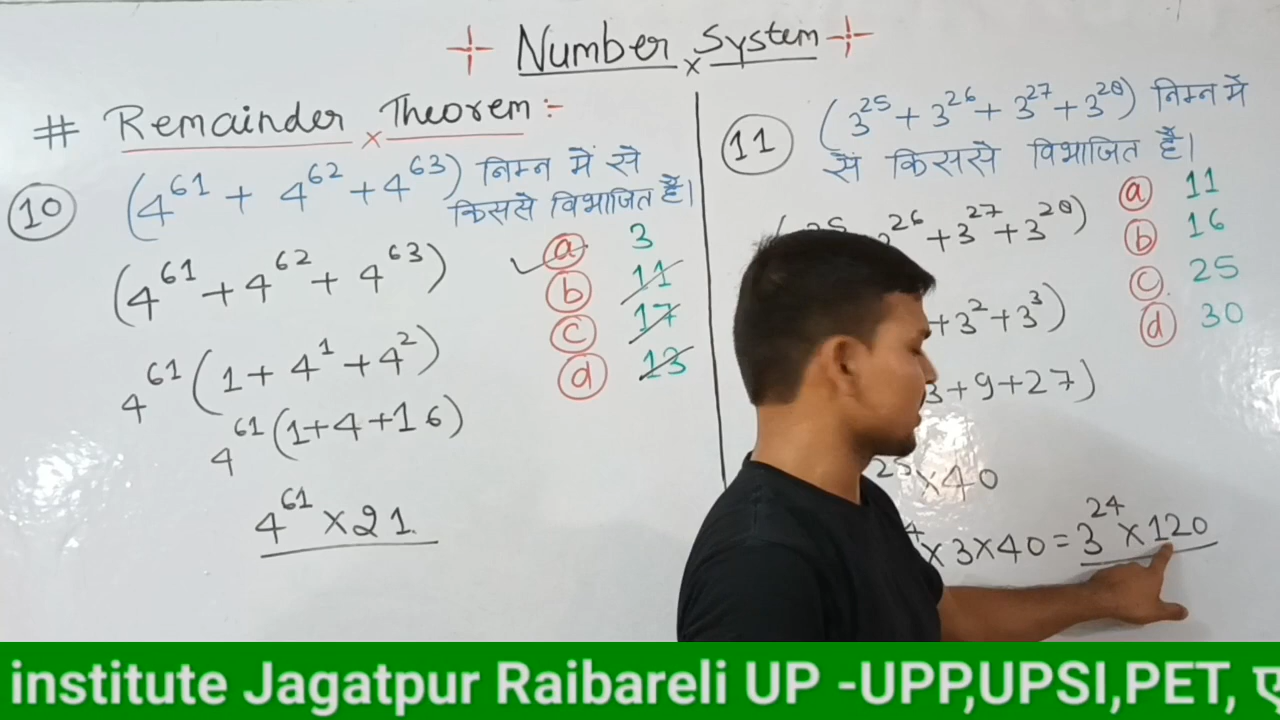 Number x System
# Remainder x Theorem :-
10 (4^61 + 4^62 + 4^63) निम्न में से
किससे विभाजित है।
a 3
b 11
c 17
d 13
(4^61 + 4^62 + 4^63)
4^61 (1 + 4^1 + 4^2)
4^61 (1+4+16)
4^61 × 21.
11 (3^25 + 3^26 + 3^27 + 3^28) निम्न में
से किससे विभाजित है।
a 11
b 16
c. 25
d 30
^26 + 3^27 + 3^28)
+ 3^2 + 3^3)
3 + 9 + 27)
25 × 40
× 3 × 40 = 3^24 × 120
institute Jagatpur Raibareli UP -UPP,UPSI,PET,